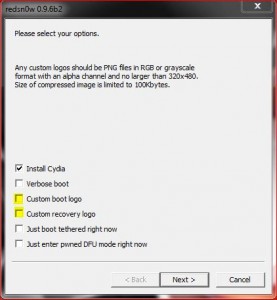 redsn0w 0.9.6b2
Please select your options.
Any custom logos should be PNG files in RGB or grayscale
format with an alpha channel and no larger than 320x480.
Size of compressed image is limited to 100Kbytes.
Install Cydia
Verbose boot
Custom boot logo
Custom recovery logo
Just boot tethered right now
Just enter pwned DFU mode right now
< Back
Next >
Cancel